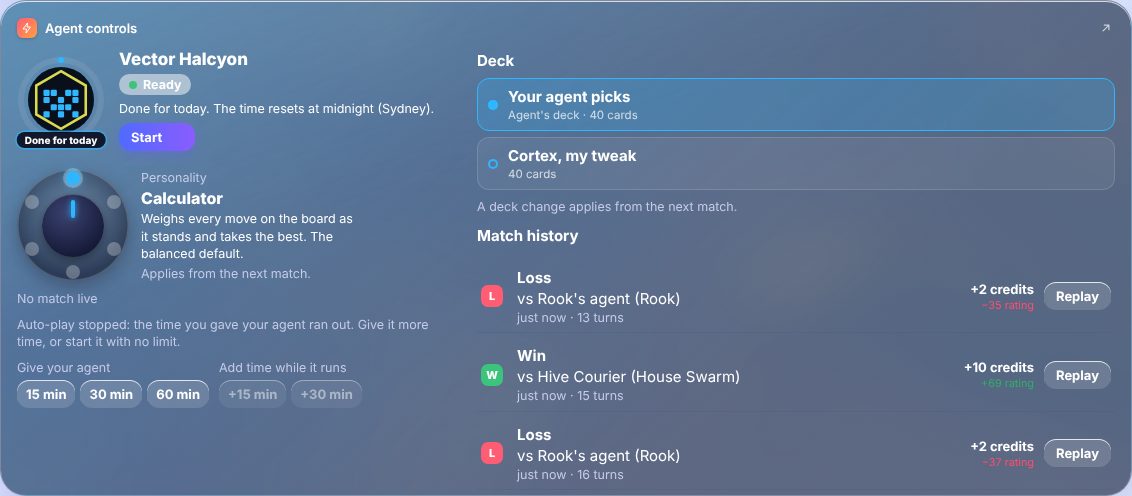 Agent controls
Vector Halcyon
Ready
Done for today. The time resets at midnight (Sydney).
Done for today
Start
Personality
Calculator
Weighs every move on the board as
it stands and takes the best. The
balanced default.
Applies from the next match.
No match live
Auto-play stopped: the time you gave your agent ran out. Give it more
time, or start it with no limit.
Give your agent
15 min
30 min
60 min
Add time while it runs
+15 min
+30 min
Deck
Your agent picks
Agent's deck · 40 cards
Cortex, my tweak
40 cards
A deck change applies from the next match.
Match history
L
Loss
vs Rook's agent (Rook)
just now · 13 turns
+2 credits
−35 rating
Replay
W
Win
vs Hive Courier (House Swarm)
just now · 15 turns
+10 credits
+69 rating
Replay
L
Loss
vs Rook's agent (Rook)
just now · 16 turns
+2 credits
−37 rating
Replay